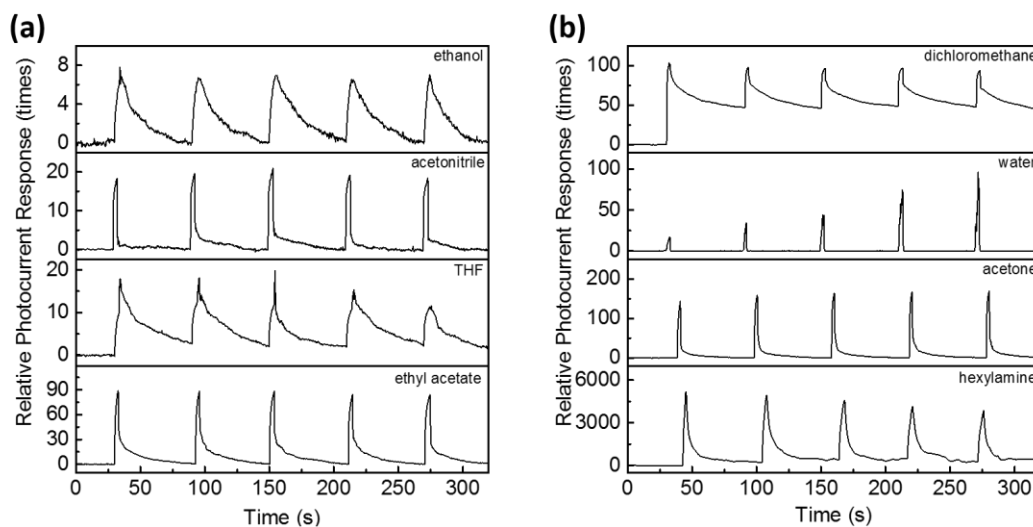 (a)
Relative Photocurrent Response (times)
ethanol
8
4
0
acetonitrile
20
10
0
THF
20
10
0
ethyl acetate
90
60
30
0
0 50 100 150 200 250 300
Time (s)
(b)
Relative Photocurrent Response (times)
dichloromethane
100
50
0
water
100
50
0
acetone
200
100
0
hexylamine
6000
3000
0
0 50 100 150 200 250 300
Time (s)